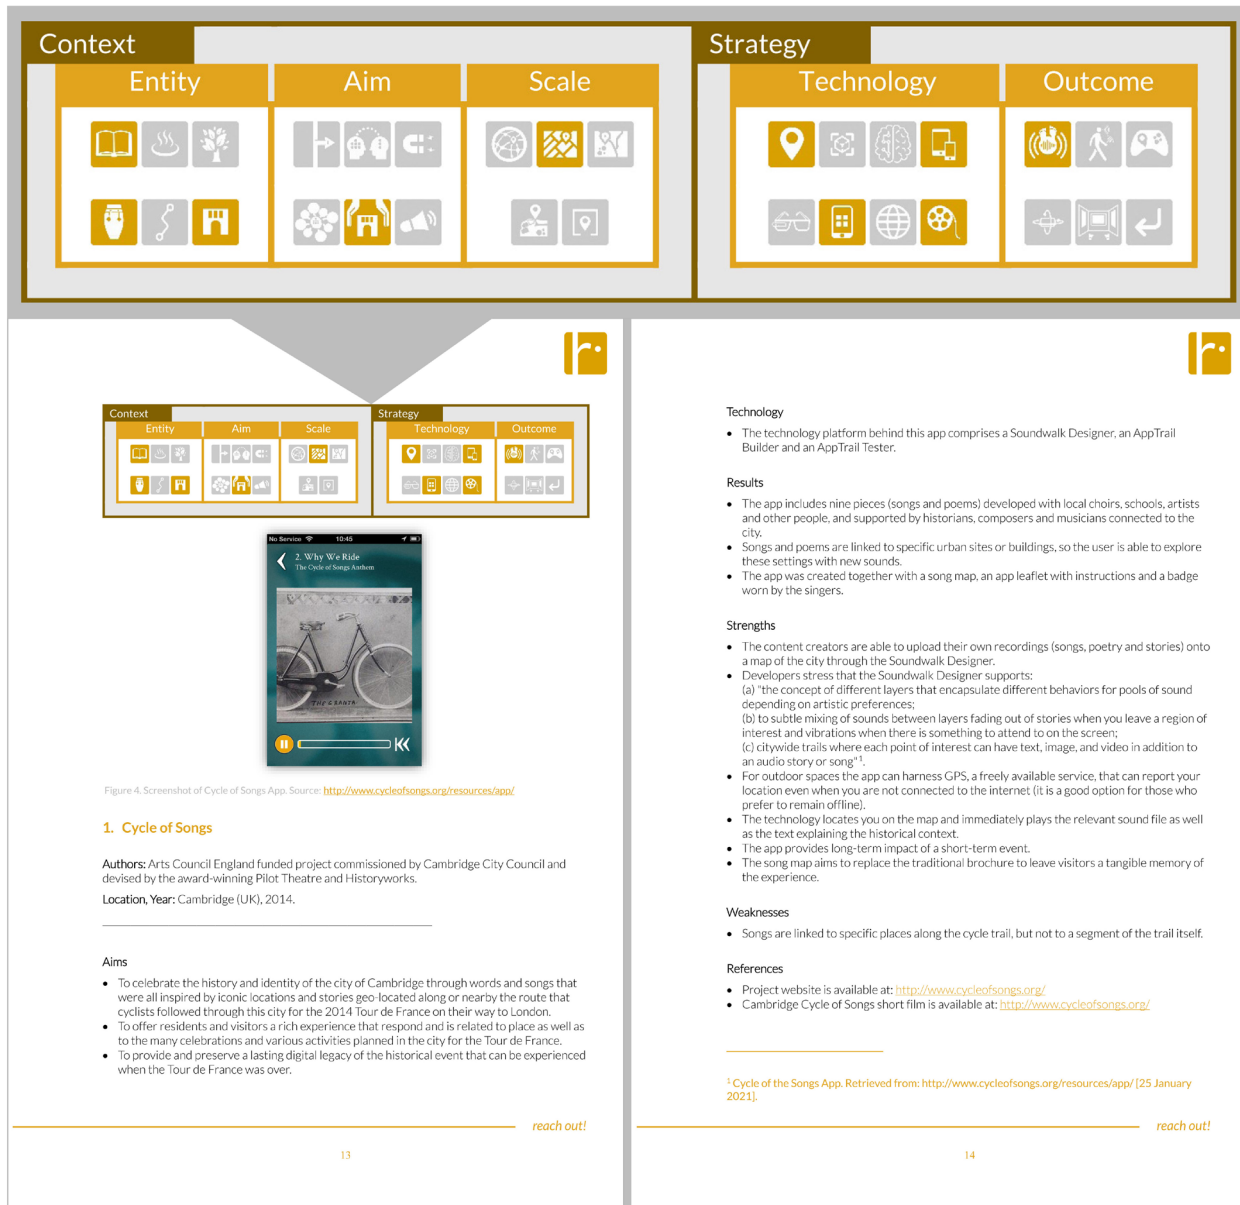 Context
Strategy
Entity
Aim
Scale
Technology
Outcome
Context
Strategy
Entity
Aim
Scale
Technology
Outcome
No Service
10:45
2. Why We Ride
The Cycle of Songs Anthem
THE GRANTA
Figure 4. Screenshot of Cycle of Songs App. Source: http://www.cycleofsongs.org/resources/app/
1. Cycle of Songs
Authors: Arts Council England funded project commissioned by Cambridge City Council and
devised by the award-winning Pilot Theatre and Historyworks.
Location, Year: Cambridge (UK), 2014.
Aims
• To celebrate the history and identity of the city of Cambridge through words and songs that
were all inspired by iconic locations and stories geo-located along or nearby the route that
cyclists followed through this city for the 2014 Tour de France on their way to London.
• To offer residents and visitors a rich experience that respond and is related to place as well as
to the many celebrations and various activities planned in the city for the Tour de France.
• To provide and preserve a lasting digital legacy of the historical event that can be experienced
when the Tour de France was over.
reach out!
13
Technology
• The technology platform behind this app comprises a Soundwalk Designer, an AppTrail
Builder and an AppTrail Tester.
Results
• The app includes nine pieces (songs and poems) developed with local choirs, schools, artists
and other people, and supported by historians, composers and musicians connected to the
city.
• Songs and poems are linked to specific urban sites or buildings, so the user is able to explore
these settings with new sounds.
• The app was created together with a song map, an app leaflet with instructions and a badge
worn by the singers.
Strengths
• The content creators are able to upload their own recordings (songs, poetry and stories) onto
a map of the city through the Soundwalk Designer.
• Developers stress that the Soundwalk Designer supports:
(a) "the concept of different layers that encapsulate different behaviors for pools of sound
depending on artistic preferences;
(b) to subtle mixing of sounds between layers fading out of stories when you leave a region of
interest and vibrations when there is something to attend to on the screen;
(c) citywide trails where each point of interest can have text, image, and video in addition to
an audio story or song"¹.
• For outdoor spaces the app can harness GPS, a freely available service, that can report your
location even when you are not connected to the internet (it is a good option for those who
prefer to remain offline).
• The technology locates you on the map and immediately plays the relevant sound file as well
as the text explaining the historical context.
• The app provides long-term impact of a short-term event.
• The song map aims to replace the traditional brochure to leave visitors a tangible memory of
the experience.
Weaknesses
• Songs are linked to specific places along the cycle trail, but not to a segment of the trail itself.
References
• Project website is available at: http://www.cycleofsongs.org/
• Cambridge Cycle of Songs short film is available at: http://www.cycleofsongs.org/
¹ Cycle of the Songs App. Retrieved from: http://www.cycleofsongs.org/resources/app/ [25 January
2021].
reach out!
14